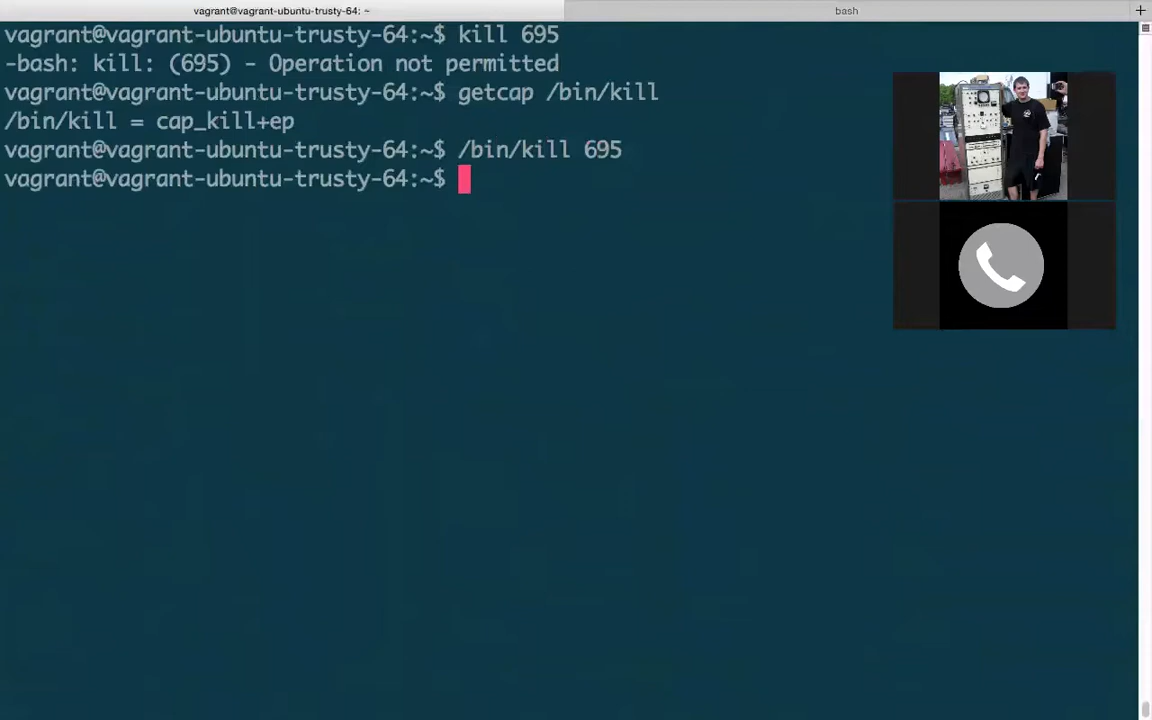 vagrant@vagrant-ubuntu-trusty-64: ~
bash
+
vagrant@vagrant-ubuntu-trusty-64:~$ kill 695
-bash: kill: (695) - Operation not permitted
vagrant@vagrant-ubuntu-trusty-64:~$ getcap /bin/kill
/bin/kill = cap_kill+ep
vagrant@vagrant-ubuntu-trusty-64:~$ /bin/kill 695
vagrant@vagrant-ubuntu-trusty-64:~$